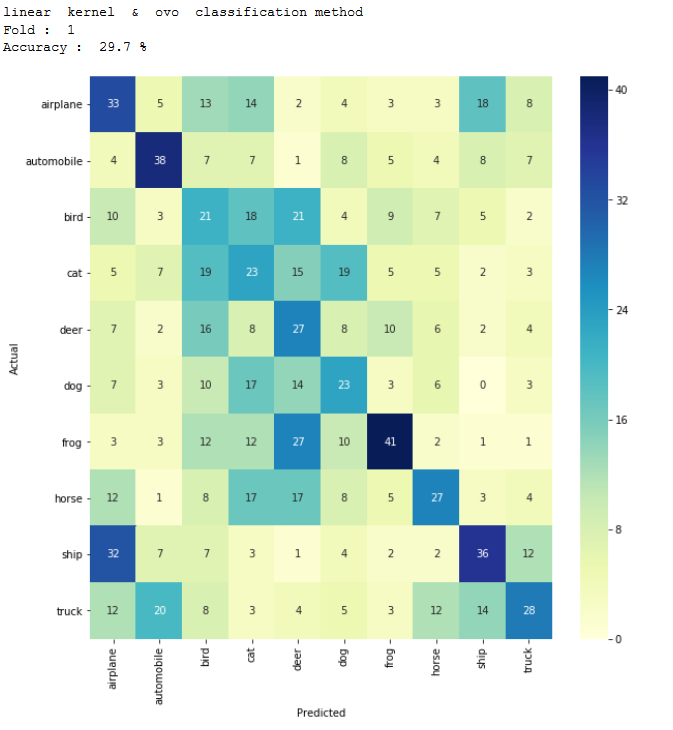 linear kernel & ovo classification method
Fold : 1
Accuracy : 29.7 %
airplane 33 5 13 14 2 4 3 3 18 8
automobile 4 38 7 7 1 8 5 4 8 7
bird 10 3 21 18 21 4 9 7 5 2
cat 5 7 19 23 15 19 5 5 2 3
deer 7 2 16 8 27 8 10 6 2 4
dog 7 3 10 17 14 23 3 6 0 3
frog 3 3 12 12 27 10 41 2 1 1
horse 12 1 8 17 17 8 5 27 3 4
ship 32 7 7 3 1 4 2 2 36 12
truck 12 20 8 3 4 5 3 12 14 28
Actual
airplane automobile bird cat deer dog frog horse ship truck
Predicted
40
32
24
16
8
0